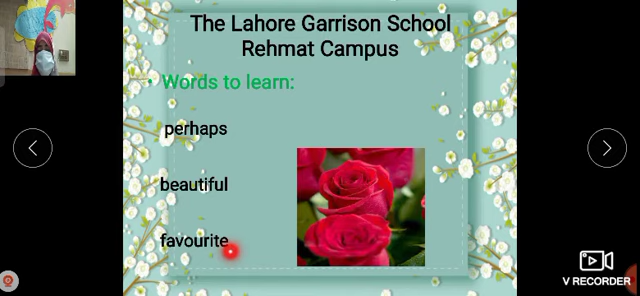 The Lahore Garrison School
Rehmat Campus
• Words to learn:
perhaps
beautiful
favourite
V RECORDER